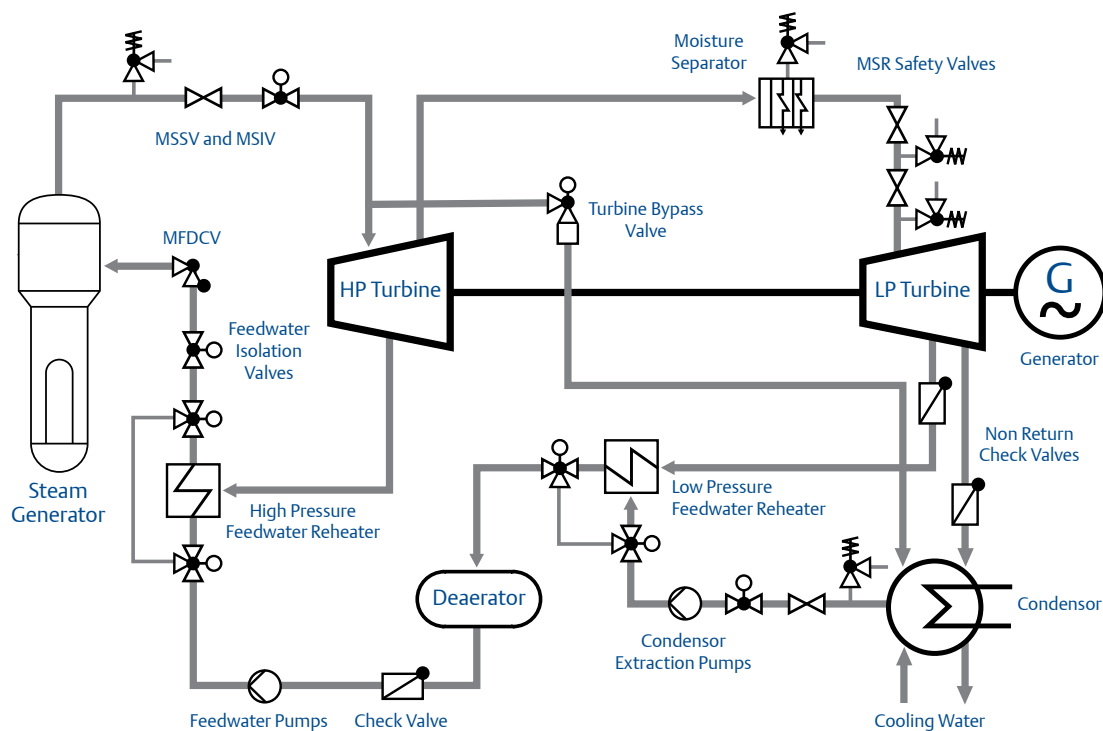 Moisture
Separator
MSR Safety Valves
MSSV and MSIV
Turbine Bypass
Valve
MFDCV
HP Turbine
LP Turbine
G
Generator
Feedwater
Isolation
Valves
Non Return
Check Valves
Steam
Generator
High Pressure
Feedwater Reheater
Low Pressure
Feedwater Reheater
Deaerator
Condensor
Condensor
Extraction Pumps
Feedwater Pumps
Check Valve
Cooling Water